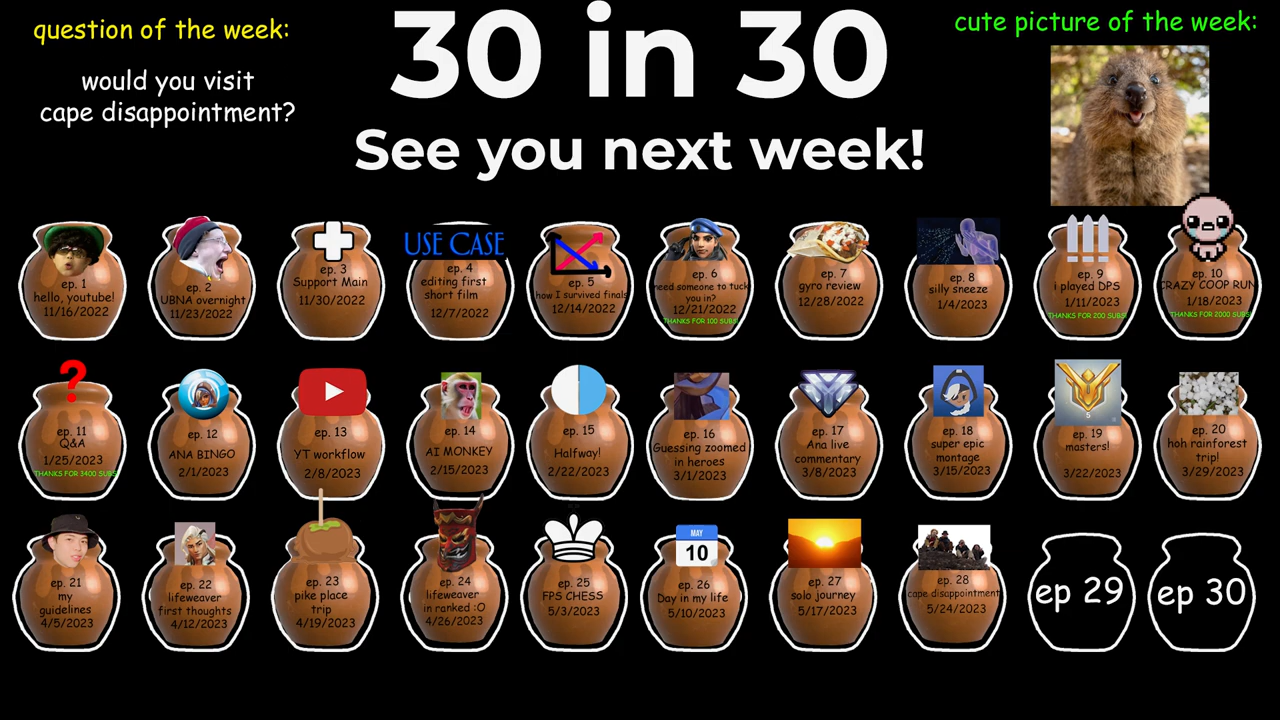 question of the week:
would you visit
cape disappointment?
30 in 30
See you next week!
cute picture of the week:
ep. 1
hello, youtube!
11/16/2022
ep. 2
UBNA overnight
11/23/2022
ep. 3
Support Main
11/30/2022
USE CASE
ep. 4
editing first
short film
12/7/2022
ep. 5
how I survived finals
12/14/2022
ep. 6
need someone to tuck
you in?
12/21/2022
THANKS FOR 100 SUBS!
ep. 7
gyro review
12/28/2022
ep. 8
silly sneeze
1/4/2023
ep. 9
i played DPS
1/11/2023
THANKS FOR 200 SUBS!
ep. 10
CRAZY COOP RUN
1/18/2023
THANKS FOR 2000 SUBS!
?
ep. 11
Q&A
1/25/2023
THANKS FOR 3400 SUBS!
ep. 12
ANA BINGO
2/1/2023
ep. 13
YT workflow
2/8/2023
ep. 14
AI MONKEY
2/15/2023
ep. 15
Halfway!
2/22/2023
ep. 16
Guessing zoomed
in heroes
3/1/2023
ep. 17
Ana live
commentary
3/8/2023
ep. 18
super epic
montage
3/15/2023
5
ep. 19
masters!
3/22/2023
ep. 20
hoh rainforest
trip!
3/29/2023
ep. 21
my
guidelines
4/5/2023
ep. 22
lifeweaver
first thoughts
4/12/2023
ep. 23
pike place
trip
4/19/2023
ep. 24
lifeweaver
in ranked :O
4/26/2023
ep. 25
FPS CHESS
5/3/2023
MAY
10
ep. 26
Day in my life
5/10/2023
ep. 27
solo journey
5/17/2023
ep. 28
cape disappointment
5/24/2023
ep 29
ep 30